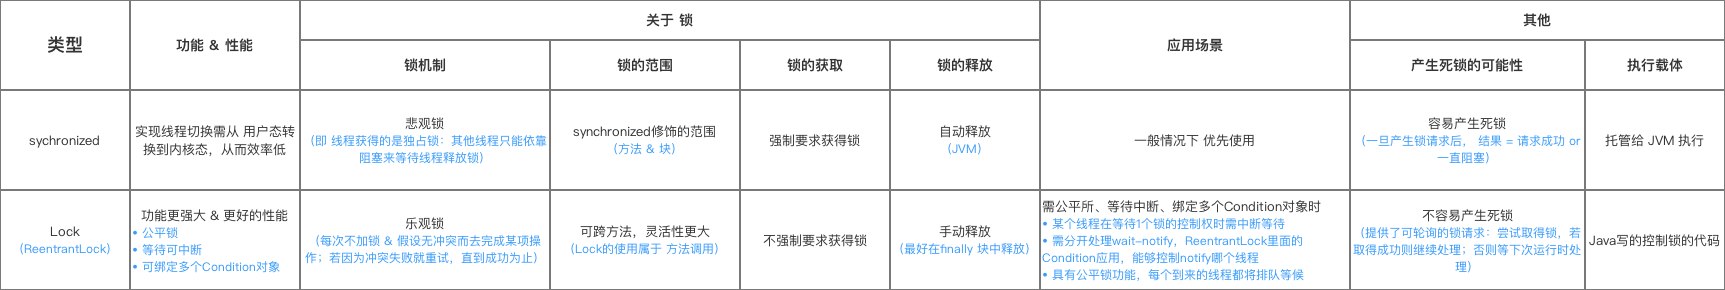 类型
功能 & 性能
关于 锁
应用场景
其他
锁机制
锁的范围
锁的获取
锁的释放
产生死锁的可能性
执行载体
sychronized
实现线程切换需从 用户态转
换到内核态，从而效率低
悲观锁
（即 线程获得的是独占锁：其他线程只能依靠
阻塞来等待线程释放锁）
synchronized修饰的范围
（方法 & 块）
强制要求获得锁
自动释放
（JVM）
一般情况下 优先使用
容易产生死锁
（一旦产生锁请求后， 结果 = 请求成功 or
一直阻塞）
托管给 JVM 执行
Lock
（ReentrantLock）
功能更强大 & 更好的性能
• 公平锁
• 等待可中断
• 可绑定多个Condition对象
乐观锁
（每次不加锁 & 假设无冲突而去完成某项操
作；若因为冲突失败就重试，直到成功为止）
可跨方法，灵活性更大
（Lock的使用属于 方法调用）
不强制要求获得锁
手动释放
（最好在finally 块中释放）
需公平所、等待中断、绑定多个Condition对象时
• 某个线程在等待1个锁的控制权时需中断等待
• 需分开处理wait-notify，ReentrantLock里面的
Condition应用，能够控制notify哪个线程
• 具有公平锁功能，每个到来的线程都将排队等候
不容易产生死锁
（提供了可轮询的锁请求：尝试取得锁，若
取得成功则继续处理；否则等下次运行时处
理）
Java写的控制锁的代码